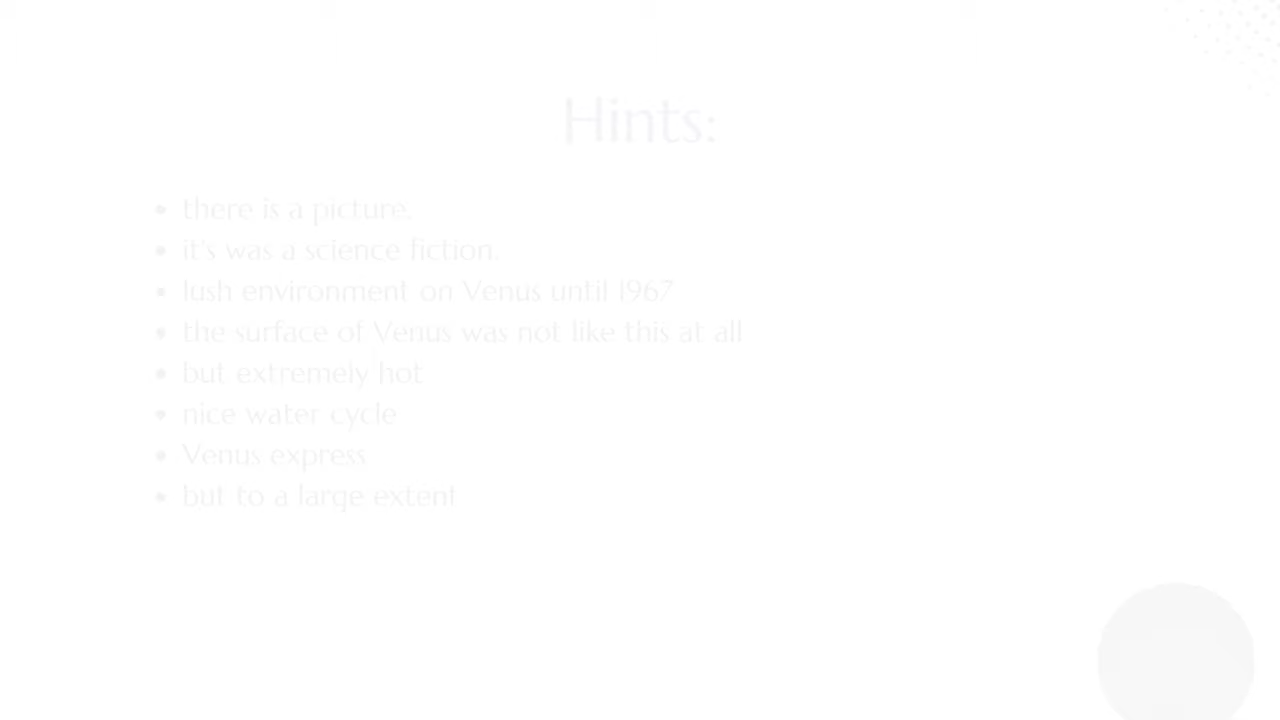 Hints:
• there is a picture.
• it's was a science fiction.
• lush environment on Venus until 1967
• the surface of Venus was not like this at all
• but extremely hot
• nice water cycle
• Venus express
• but to a large extent